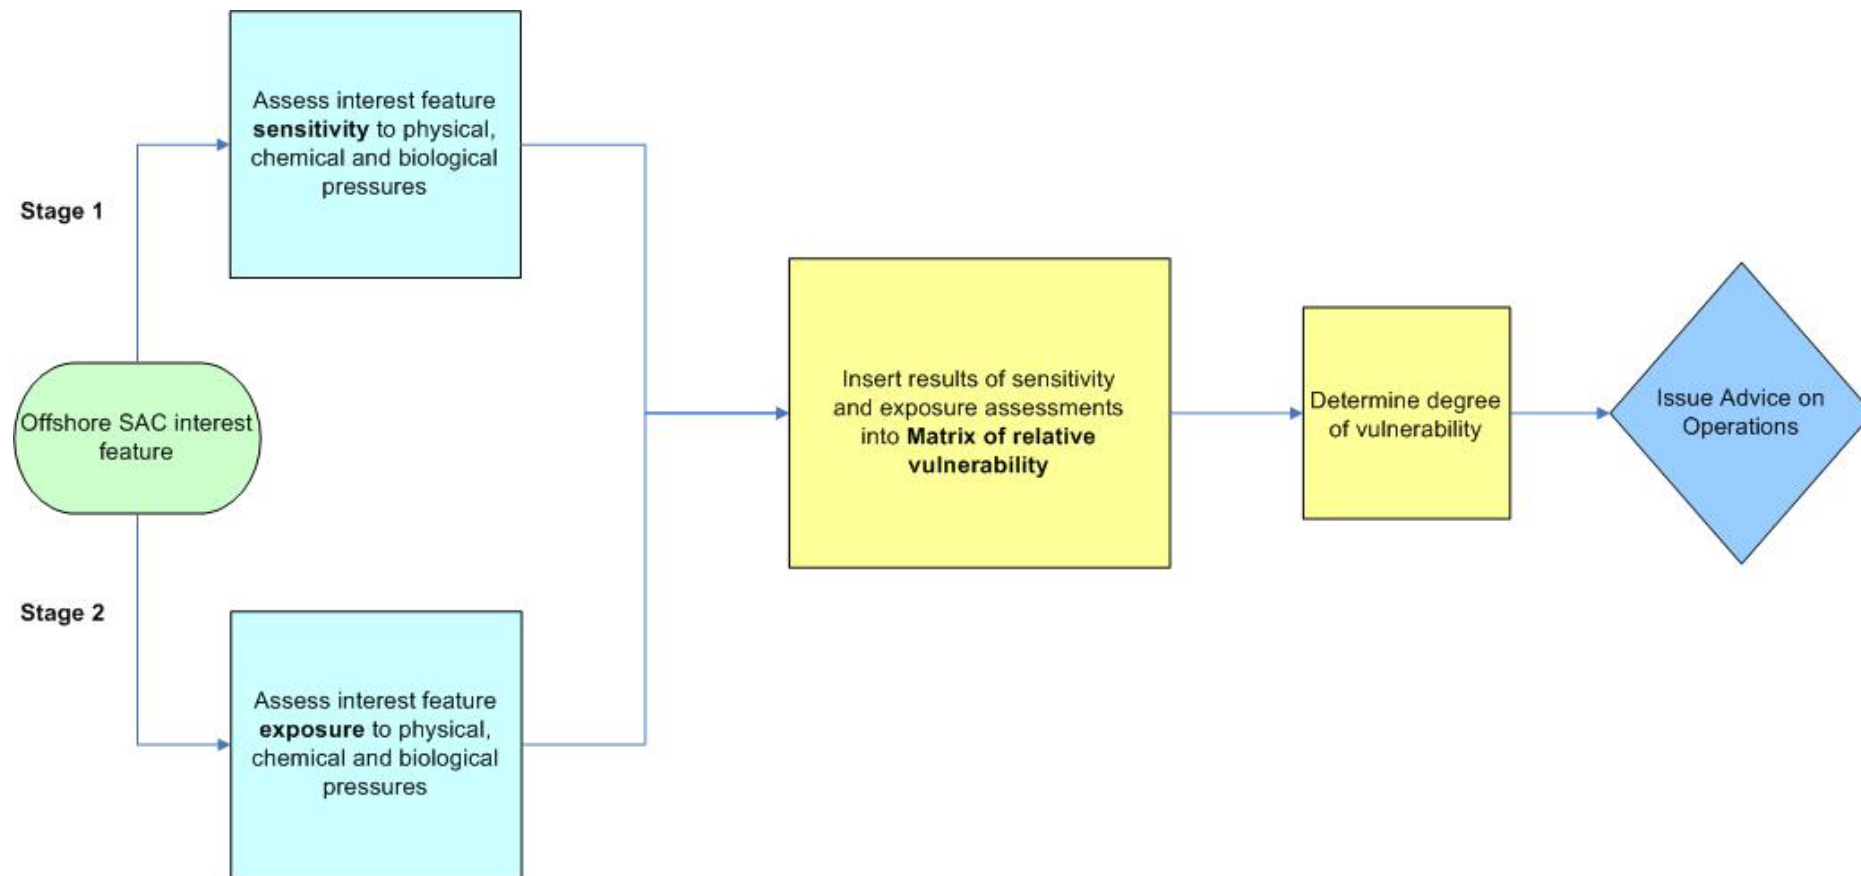 Assess interest feature
sensitivity to physical,
chemical and biological
pressures
Stage 1
Offshore SAC interest
feature
Stage 2
Assess interest feature
exposure to physical,
chemical and biological
pressures
Insert results of sensitivity
and exposure assessments
into Matrix of relative
vulnerability
Determine degree
of vulnerability
Issue Advice on
Operations